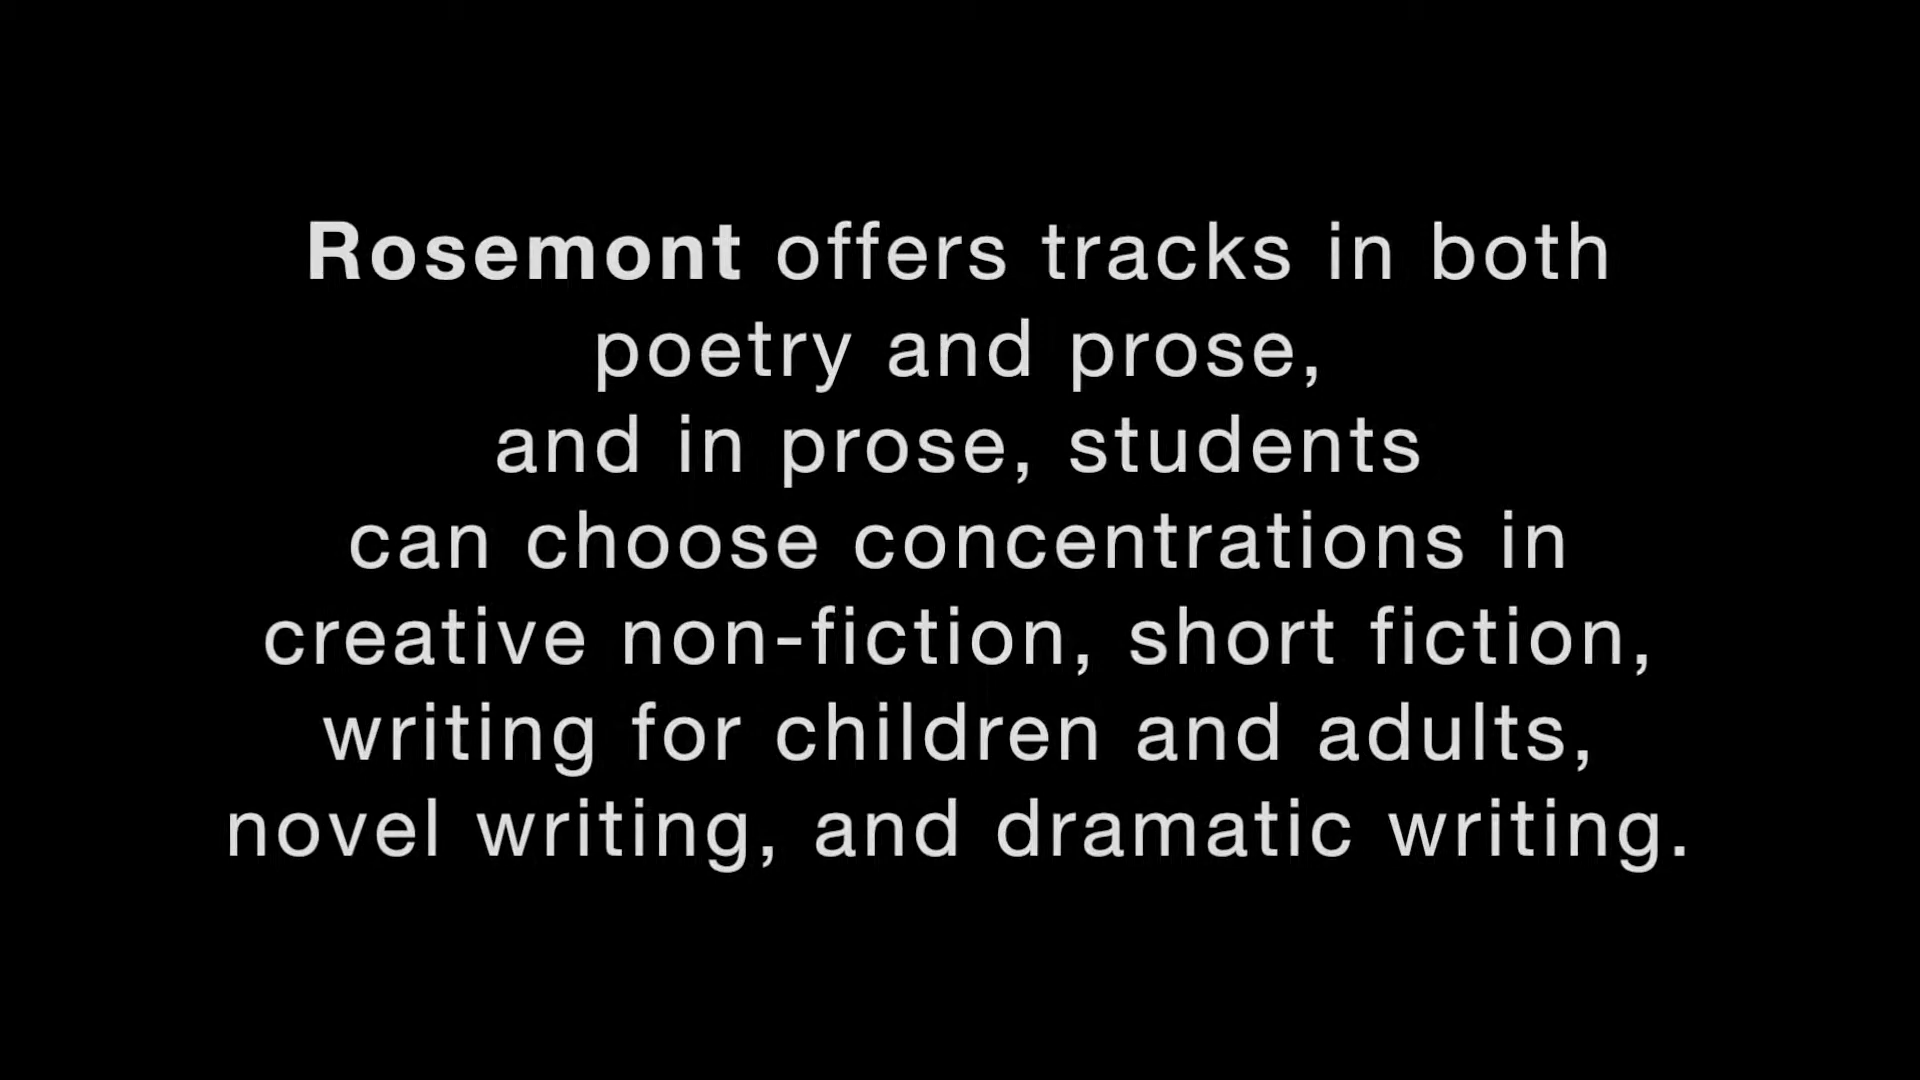 Rosemont offers tracks in both
poetry and prose,
and in prose, students
can choose concentrations in
creative non-fiction, short fiction,
writing for children and adults,
novel writing, and dramatic writing.